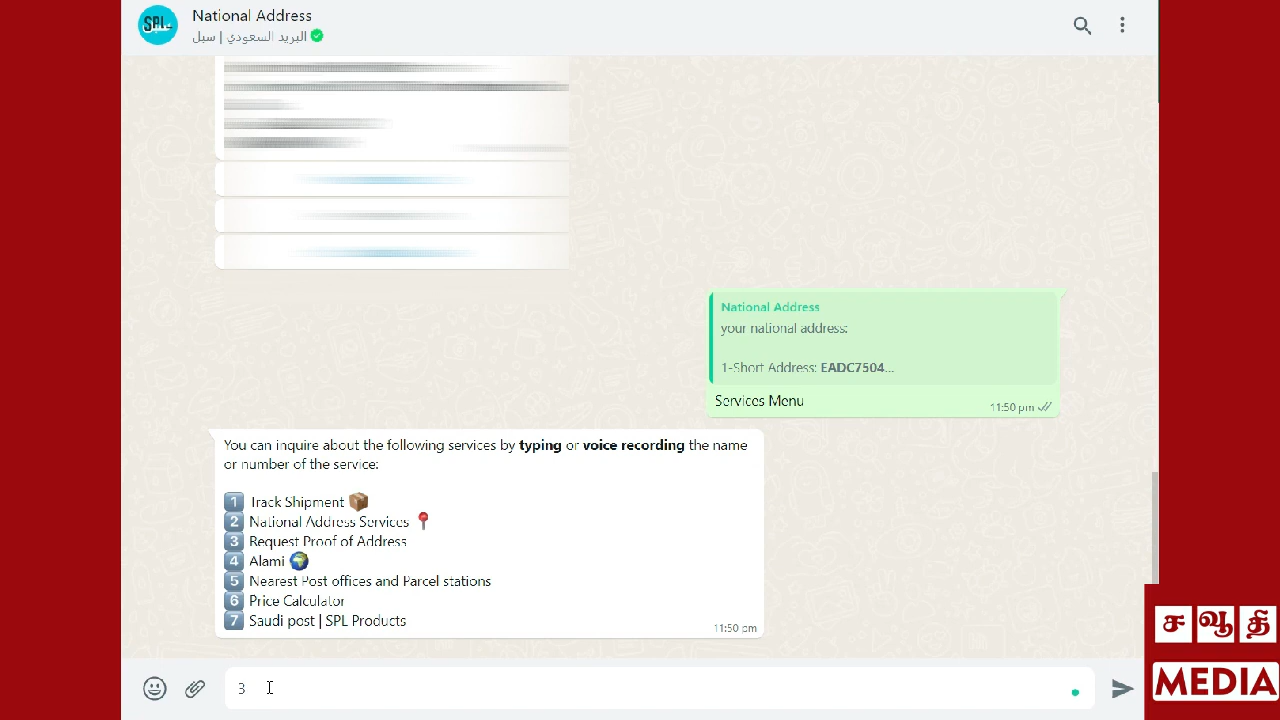 SPL
National Address
البريد السعودي | سبل
National Address
your national address:
1-Short Address: EADC7504...
Services Menu
11:50 pm
You can inquire about the following services by typing or voice recording the name
or number of the service:
1 Track Shipment 📦
2 National Address Services 📍
3 Request Proof of Address
4 Alami 🌍
5 Nearest Post offices and Parcel stations
6 Price Calculator
7 Saudi post | SPL Products
11:50 pm
3
சவூதி
MEDIA